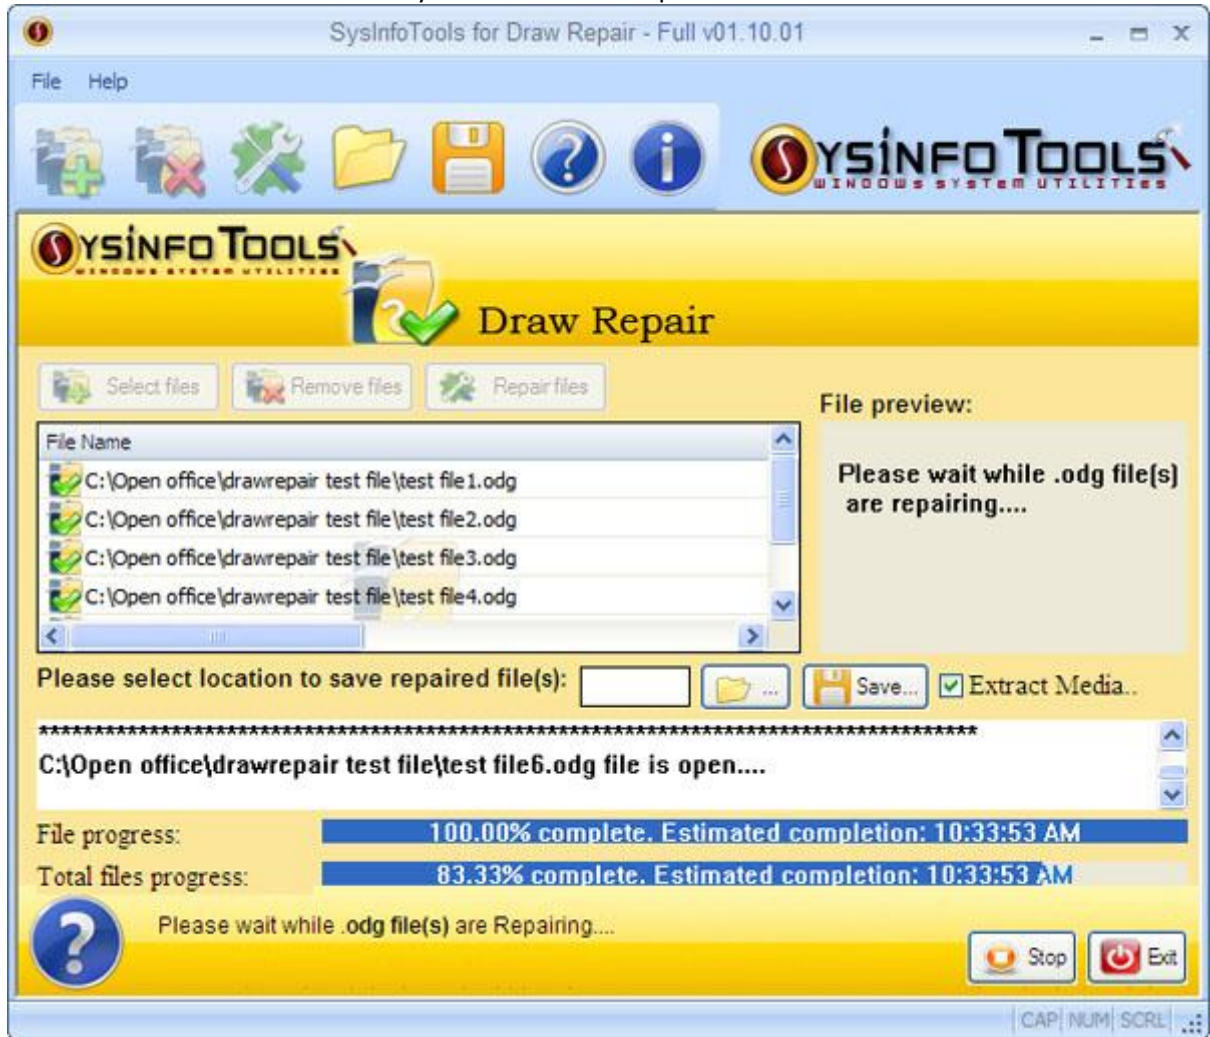 SysInfoTools for Draw Repair - Full v01.10.01
File Help
SYSINFO TOOLS
WINDOWS SYSTEM UTILITIES
SYSINFO TOOLS
WINDOWS SYSTEM UTILITIES
Draw Repair
Select files Remove files Repair files
File preview:
File Name
C:\Open office\drawrepair test file\test file1.odg
C:\Open office\drawrepair test file\test file2.odg
C:\Open office\drawrepair test file\test file3.odg
C:\Open office\drawrepair test file\test file4.odg
Please wait while .odg file(s)
are repairing....
Please select location to save repaired file(s): ... Save... Extract Media..
******************************************************************************************
C:\Open office\drawrepair test file\test file6.odg file is open....
File progress: 100.00% complete. Estimated completion: 10:33:53 AM
Total files progress: 83.33% complete. Estimated completion: 10:33:53 AM
Please wait while .odg file(s) are Repairing....
Stop Exit
CAP NUM SCRL